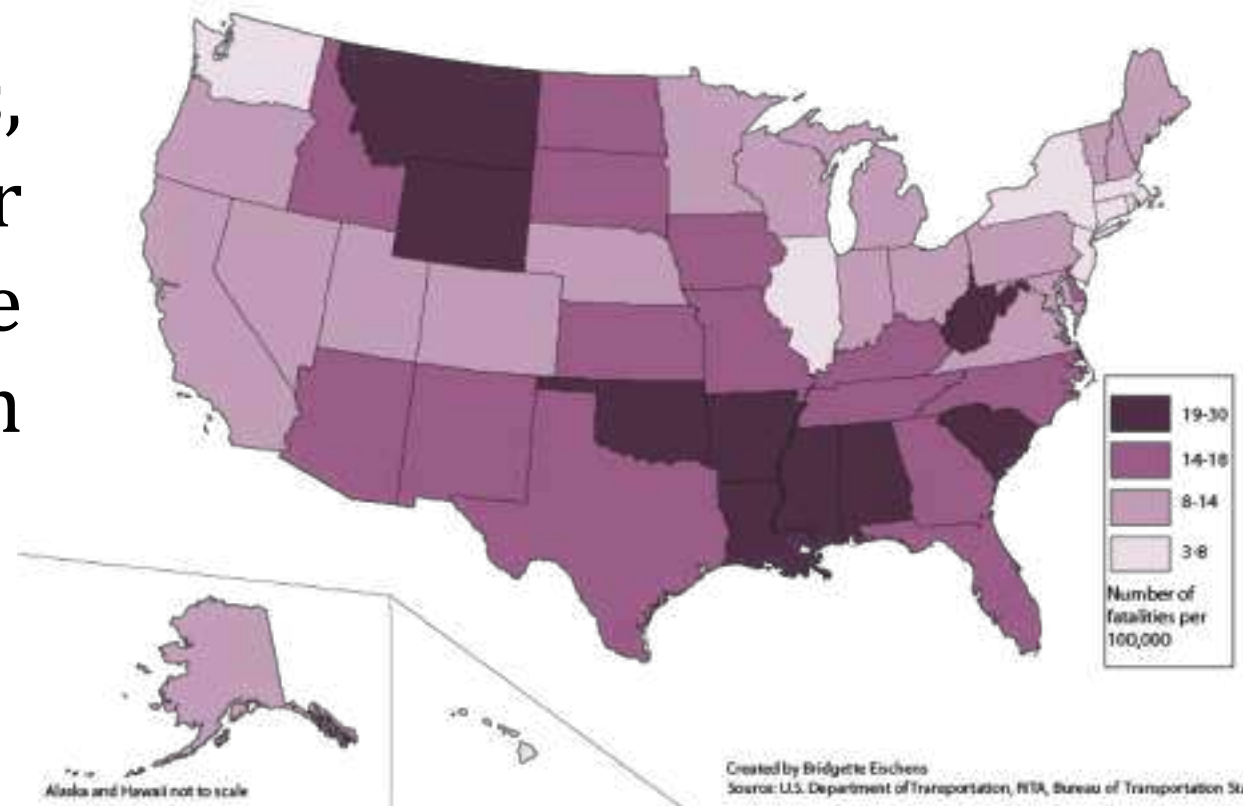 ,
r
e
n
19-30
14-18
8-14
3-8
Number of
fatalities per
100,000
Alaska and Hawaii not to scale
Created by Bridgette Eischens
Source: U.S. Department of Transportation, RITA, Bureau of Transportation